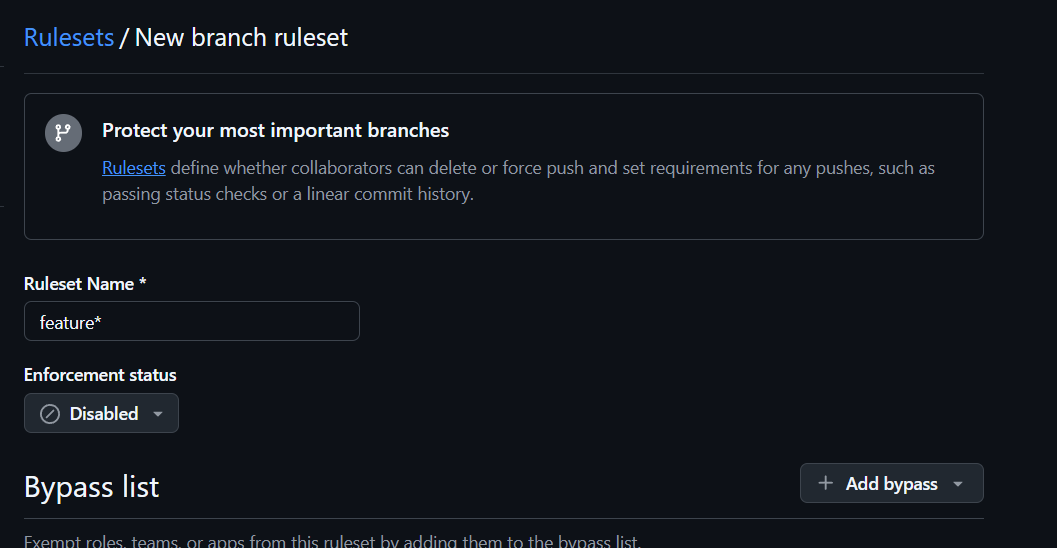 Rulesets / New branch ruleset
Protect your most important branches
Rulesets define whether collaborators can delete or force push and set requirements for any pushes, such as
passing status checks or a linear commit history.
Ruleset Name *
feature*
Enforcement status
Disabled
Bypass list
Add bypass
Exempt roles, teams, or apps from this ruleset by adding them to the bypass list.